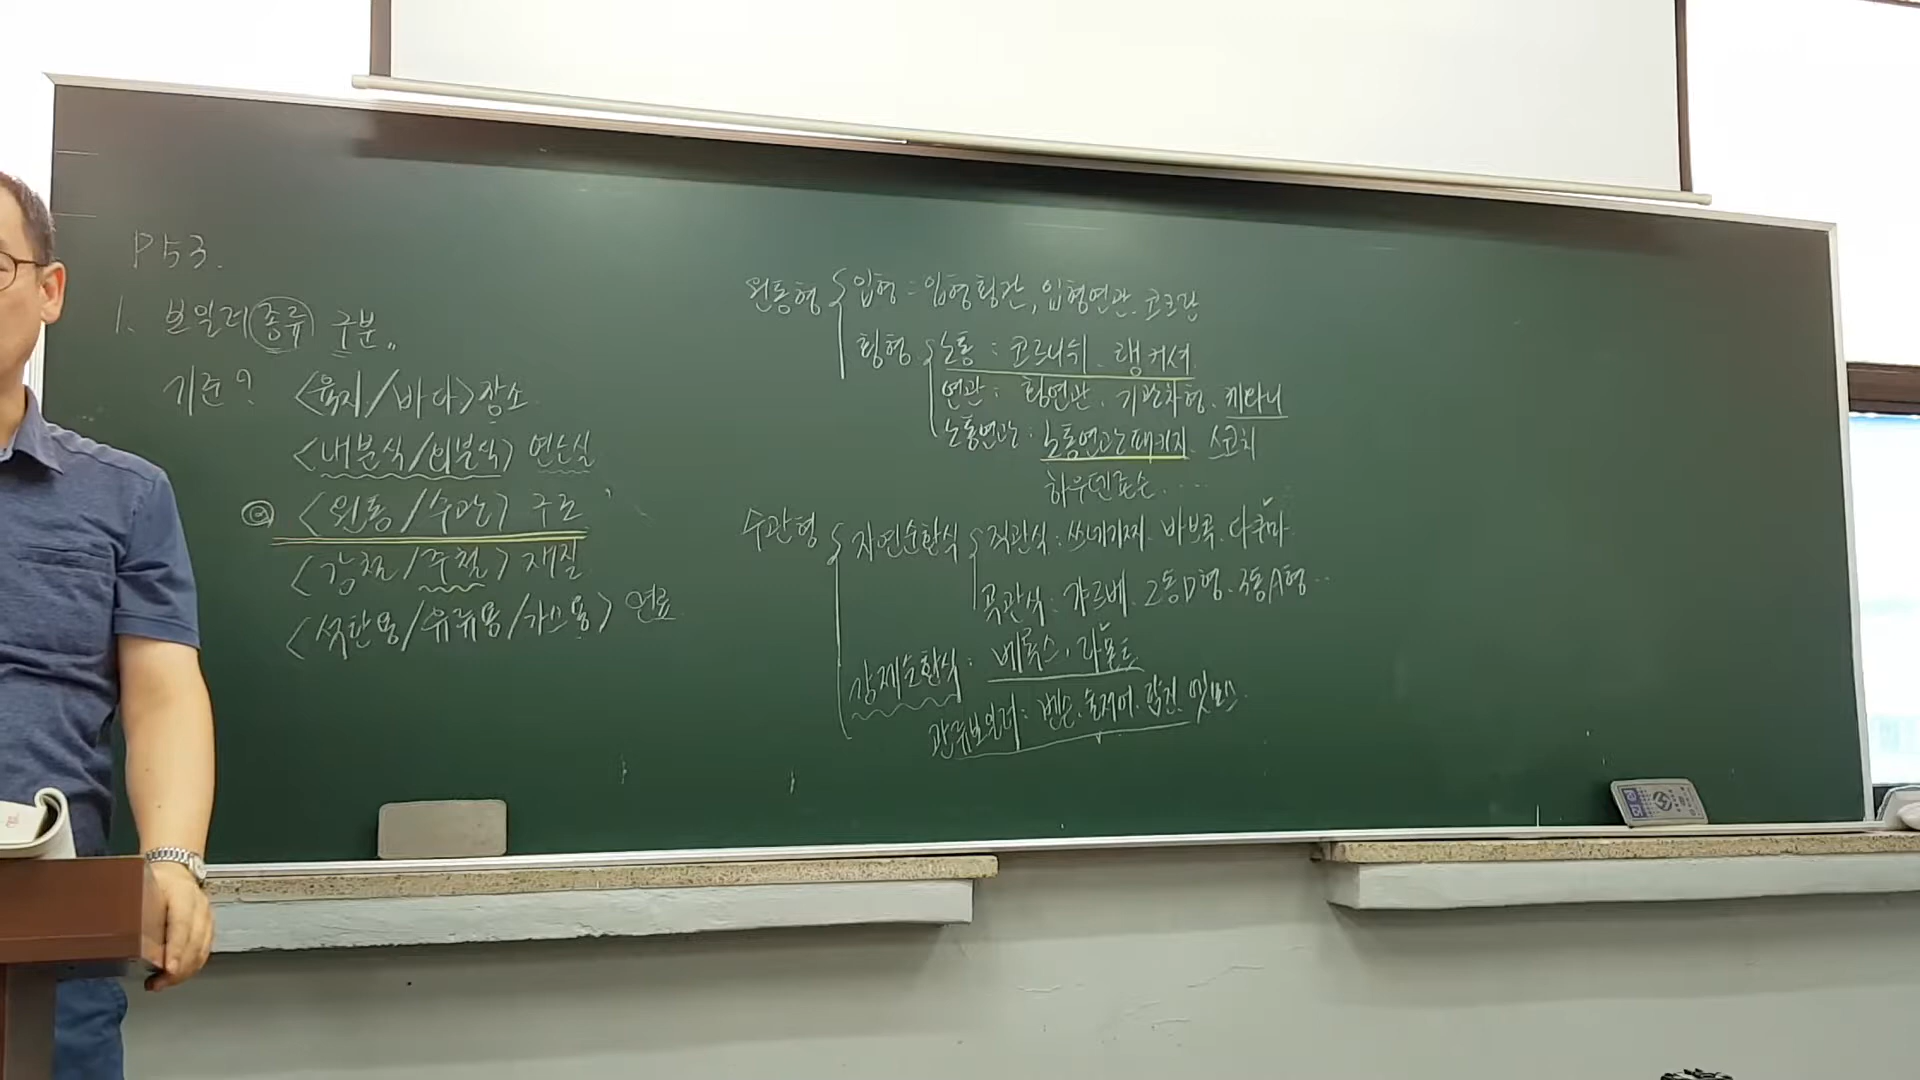 P53.
1. 보일러 종류 구분.,
기준? <육지/바다> 장소
<내분식/외분식> 연소실
◎ <원통/수관> 구조
<강철/주철> 재질
<석탄용/유류용/가스용> 연료
원통형 { 입형 : 입형횡관, 입형연관. 코크란
횡형 { 노통 : 코르니쉬. 랭커셔
연관 : 횡연관. 기관차형. 케와니
노통연관 : 노통연관패키지. 스코치
하우덴죤슨. ....
수관형 { 자연순환식 { 직관식 : 쓰네기찌. 바브콕. 다쿠마.
곡관식 : 갸르베. 2동D형. 3동A형..
강제순환식 : 베록스. 라몬트
관류보일러 : 벤슨. 슐저어. 람진. 앳모스.